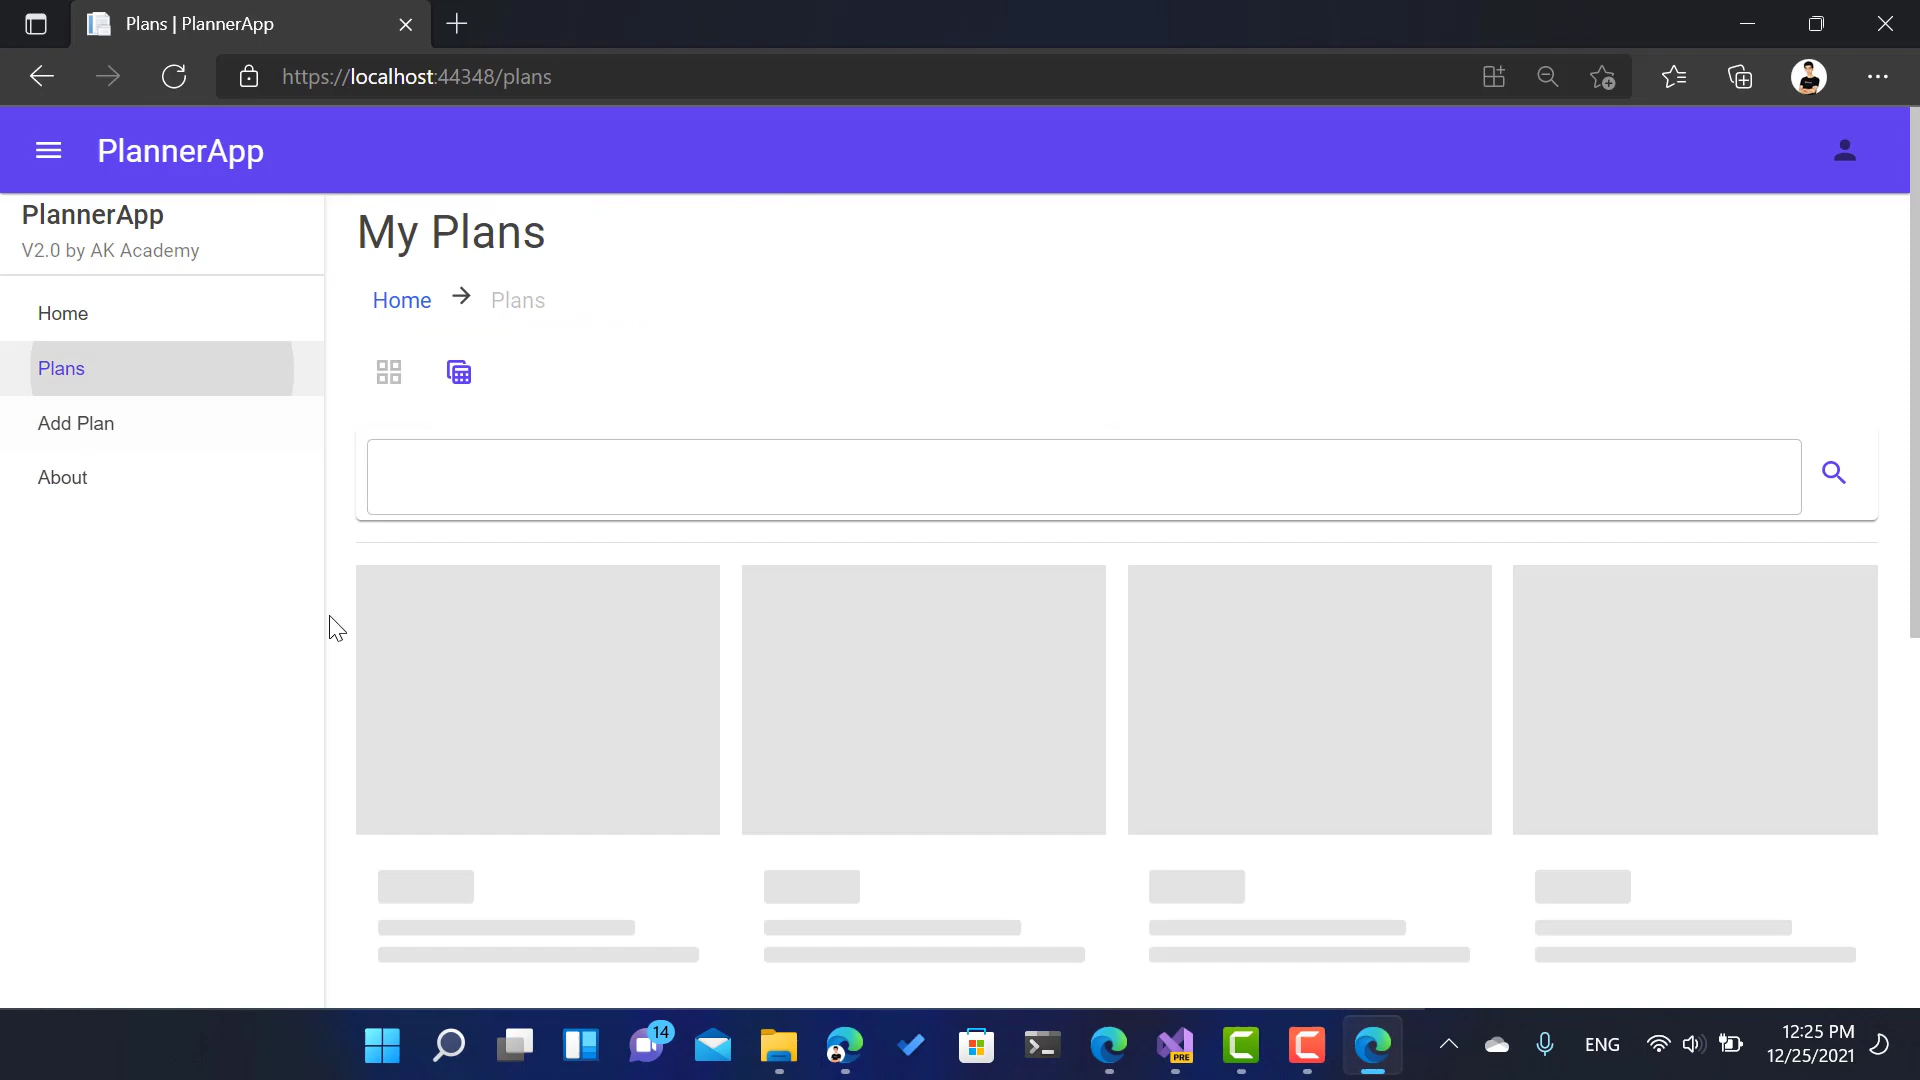 Plans | PlannerApp
https://localhost:44348/plans
PlannerApp
PlannerApp
V2.0 by AK Academy
Home
Plans
Add Plan
About
My Plans
Home
Plans
14
PRE
ENG
12:25 PM
12/25/2021